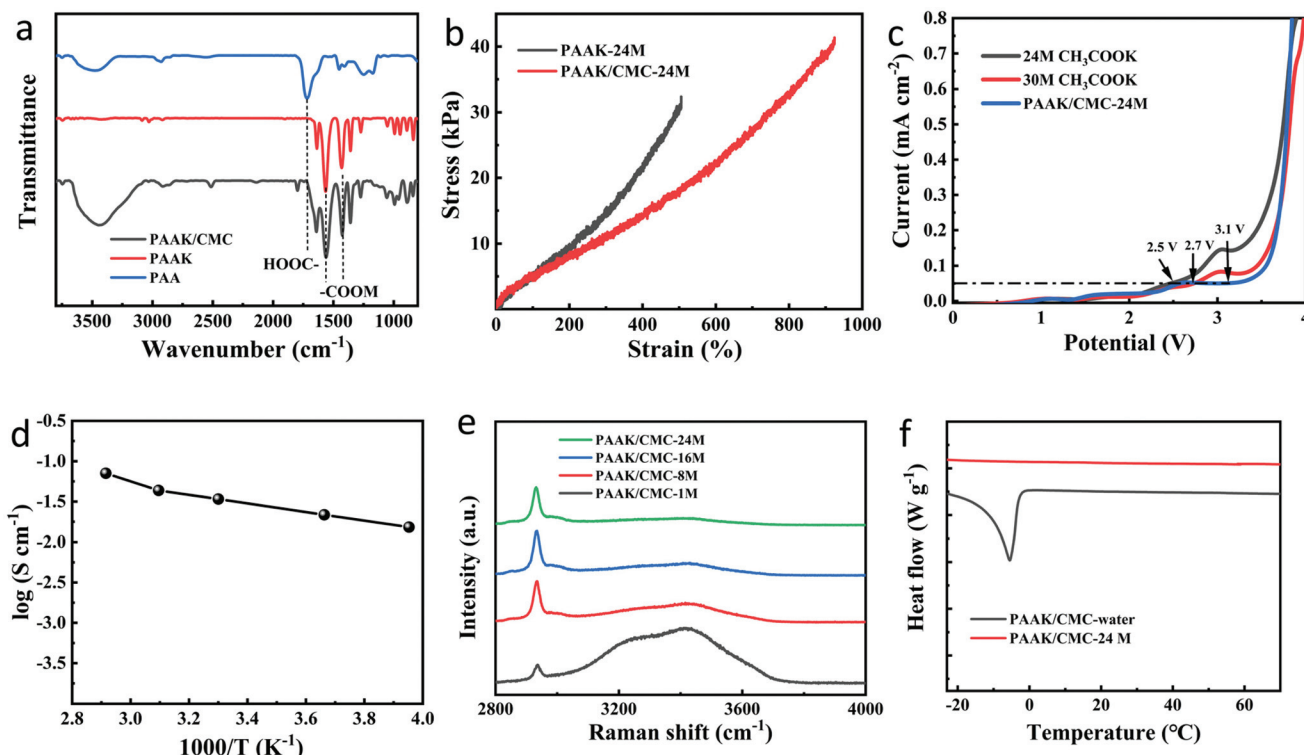 a
Transmittance
PAAK/CMC
PAAK
PAA
HOOC-
-COOM
3500 3000 2500 2000 1500 1000
Wavenumber (cm⁻¹)
b
Stress (kPa)
40
30
20
10
0
PAAK-24M
PAAK/CMC-24M
0 200 400 600 800 1000
Strain (%)
c
Current (mA cm⁻²)
0.8
0.7
0.6
0.5
0.4
0.3
0.2
0.1
0.0
24M CH₃COOK
30M CH₃COOK
PAAK/CMC-24M
2.5 V
2.7 V
3.1 V
0 1 2 3 4
Potential (V)
d
log (S cm⁻¹)
-0.5
-1.0
-1.5
-2.0
-2.5
-3.0
-3.5
2.8 3.0 3.2 3.4 3.6 3.8 4.0
1000/T (K⁻¹)
e
Intensity (a.u.)
PAAK/CMC-24M
PAAK/CMC-16M
PAAK/CMC-8M
PAAK/CMC-1M
2800 3200 3600 4000
Raman shift (cm⁻¹)
f
Heat flow (W g⁻¹)
PAAK/CMC-water
PAAK/CMC-24 M
-20 0 20 40 60
Temperature (°C)